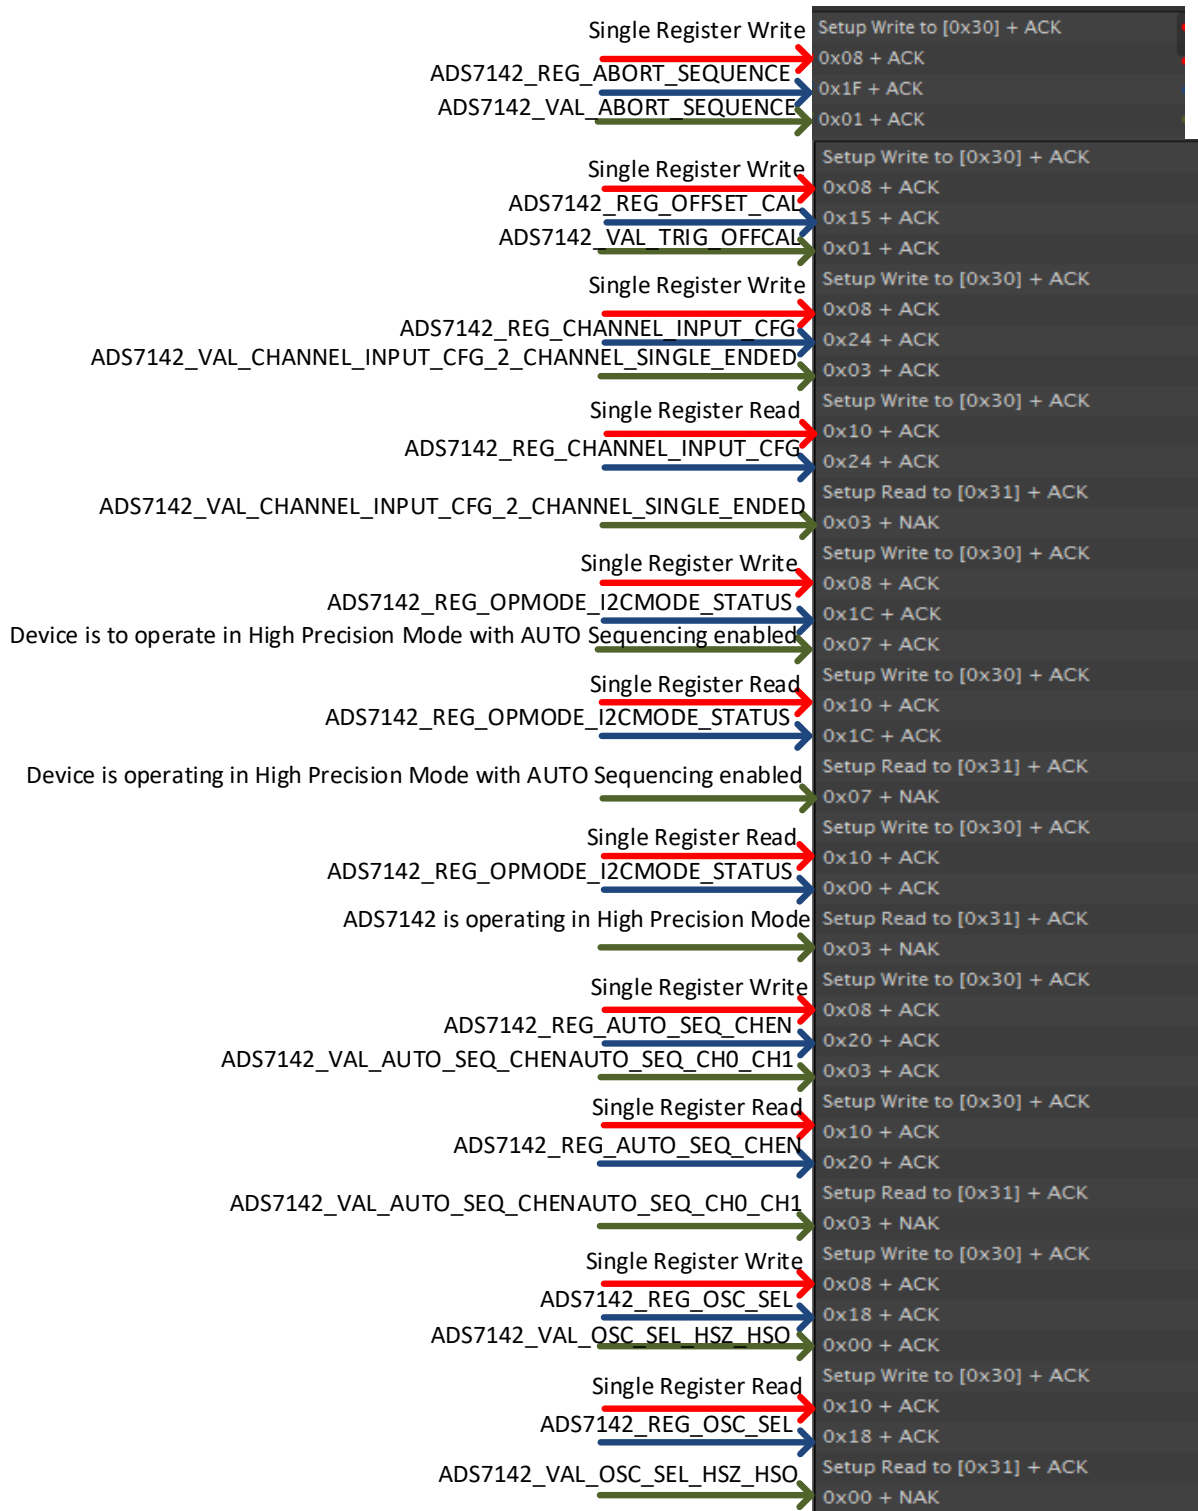 Single Register Write Setup Write to [0x30] + ACK
0x08 + ACK
ADS7142_REG_ABORT_SEQUENCE 0x1F + ACK
ADS7142_VAL_ABORT_SEQUENCE 0x01 + ACK
Single Register Write Setup Write to [0x30] + ACK
0x08 + ACK
ADS7142_REG_OFFSET_CAL 0x15 + ACK
ADS7142_VAL_TRIG_OFFCAL 0x01 + ACK
Single Register Write Setup Write to [0x30] + ACK
0x08 + ACK
ADS7142_REG_CHANNEL_INPUT_CFG 0x24 + ACK
ADS7142_VAL_CHANNEL_INPUT_CFG_2_CHANNEL_SINGLE_ENDED 0x03 + ACK
Single Register Read Setup Write to [0x30] + ACK
0x10 + ACK
ADS7142_REG_CHANNEL_INPUT_CFG 0x24 + ACK
Setup Read to [0x31] + ACK
ADS7142_VAL_CHANNEL_INPUT_CFG_2_CHANNEL_SINGLE_ENDED 0x03 + NAK
Single Register Write Setup Write to [0x30] + ACK
0x08 + ACK
ADS7142_REG_OPMODE_I2CMODE_STATUS 0x1C + ACK
Device is to operate in High Precision Mode with AUTO Sequencing enabled 0x07 + ACK
Single Register Read Setup Write to [0x30] + ACK
0x10 + ACK
ADS7142_REG_OPMODE_I2CMODE_STATUS 0x1C + ACK
Device is operating in High Precision Mode with AUTO Sequencing enabled Setup Read to [0x31] + ACK
0x07 + NAK
Single Register Read Setup Write to [0x30] + ACK
0x10 + ACK
ADS7142_REG_OPMODE_I2CMODE_STATUS 0x00 + ACK
ADS7142 is operating in High Precision Mode Setup Read to [0x31] + ACK
0x03 + NAK
Single Register Write Setup Write to [0x30] + ACK
0x08 + ACK
ADS7142_REG_AUTO_SEQ_CHEN 0x20 + ACK
ADS7142_VAL_AUTO_SEQ_CHENAUTO_SEQ_CH0_CH1 0x03 + ACK
Single Register Read Setup Write to [0x30] + ACK
0x10 + ACK
ADS7142_REG_AUTO_SEQ_CHEN 0x20 + ACK
ADS7142_VAL_AUTO_SEQ_CHENAUTO_SEQ_CH0_CH1 Setup Read to [0x31] + ACK
0x03 + NAK
Single Register Write Setup Write to [0x30] + ACK
0x08 + ACK
ADS7142_REG_OSC_SEL 0x18 + ACK
ADS7142_VAL_OSC_SEL_HSZ_HSO 0x00 + ACK
Single Register Read Setup Write to [0x30] + ACK
0x10 + ACK
ADS7142_REG_OSC_SEL 0x18 + ACK
ADS7142_VAL_OSC_SEL_HSZ_HSO Setup Read to [0x31] + ACK
0x00 + NAK